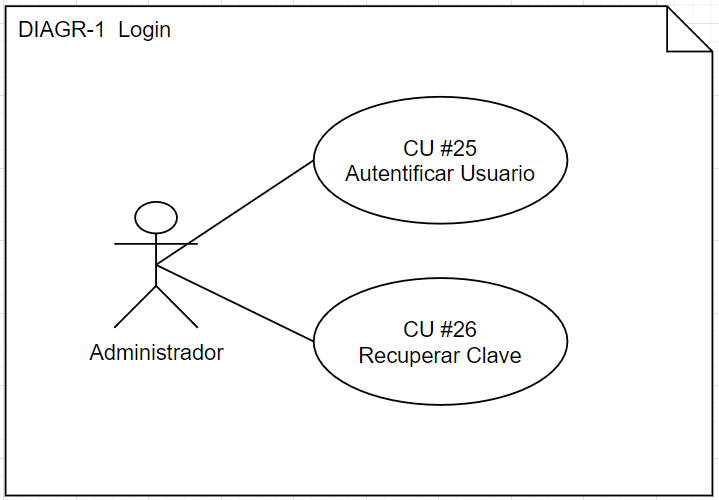 DIAGR-1  Login
CU #25
Autentificar Usuario
Administrador
CU #26
Recuperar Clave